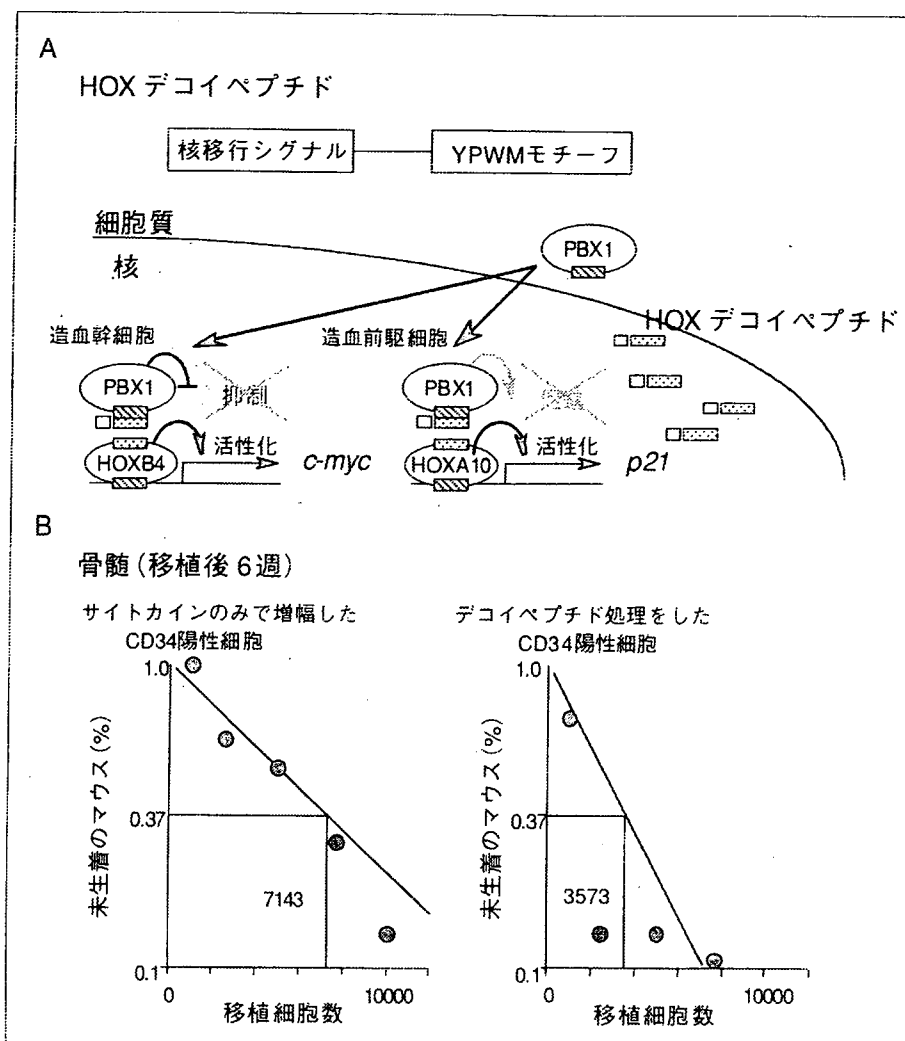 A
HOX デコイペプチド
核移行シグナル
YPWMモチーフ
細胞質
核
PBX1
HOX デコイペプチド
造血幹細胞
造血前駆細胞
PBX1
抑制
PBX1
HOXB4
活性化
c-myc
HOXA10
活性化
p21
B
骨髄(移植後6週)
サイトカインのみで増幅した
CD34陽性細胞
デコイペプチド処理をした
CD34陽性細胞
未生着のマウス(%)
1.0
0.37
0.1
7143
0
10000
移植細胞数
未生着のマウス(%)
1.0
0.37
0.1
3573
0
10000
移植細胞数